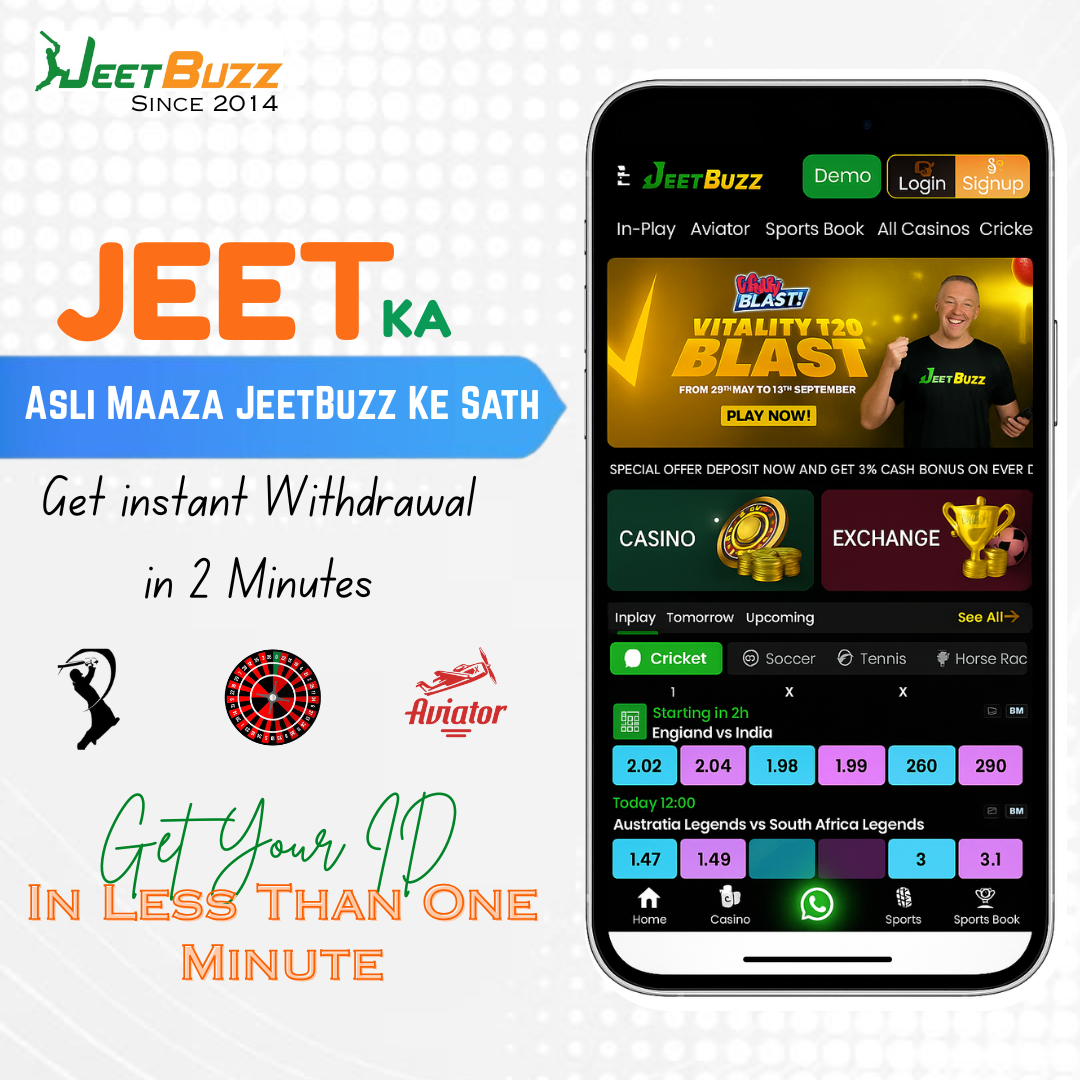 JEETBUZZ
SINCE 2014
JEET KA
ASLI MAAZA JEETBUZZ KE SATH
Get instant Withdrawal
in 2 Minutes
Aviator
Get Your ID
IN LESS THAN ONE
MINUTE
JEETBUZZ
Demo
Login
Signup
In-Play Aviator Sports Book All Casinos Cricke
BLAST!
VITALITY T20
BLAST
FROM 29TH MAY TO 13TH SEPTEMBER
PLAY NOW!
JEETBUZZ
SPECIAL OFFER DEPOSIT NOW AND GET 3% CASH BONUS ON EVER D
CASINO
EXCHANGE
Inplay Tomorrow Upcoming See All
Cricket Soccer Tennis Horse Rac
1 X X
Starting in 2h
BM
England vs India
2.02 2.04 1.98 1.99 260 290
Today 12:00
BM
Austratia Legends vs South Africa Legends
1.47 1.49 3 3.1
Home Casino Sports Sports Book